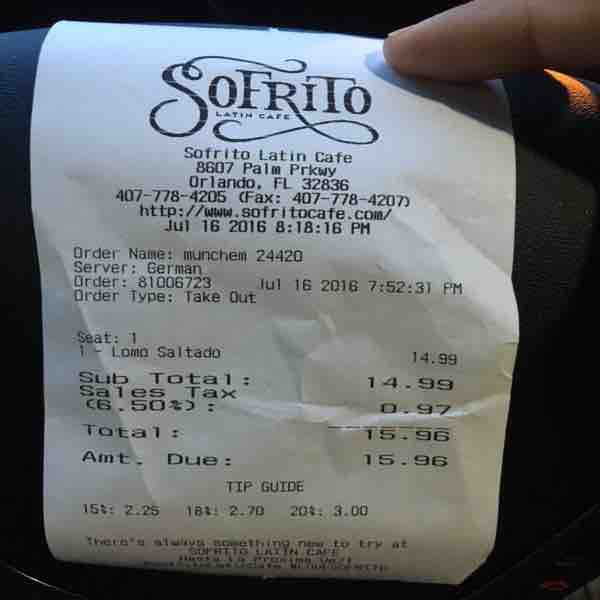 SOFRITO
LATIN CAFE
Sofrito Latin Cafe
8607 Palm Prkwy
Orlando, FL 32836
407-778-4205 (Fax: 407-778-4207)
http://www.sofritocafe.com/
Jul 16 2016 8:18:16 PM
Order Name: munchem 24420
Server: German
Order: 81006723 Jul 16 2016 7:52:31 PM
Order Type: Take Out
Seat: 1
1 - Lomo Saltado 14.99
Sub Total: 14.99
Sales Tax
(6.50%): 0.97
Total: 15.96
Amt. Due: 15.96
TIP GUIDE
15%: 2.25 18%: 2.70 20%: 3.00
There's always something new to try at
SOFRITO LATIN CAFE
Hasta La Proxima Vez!